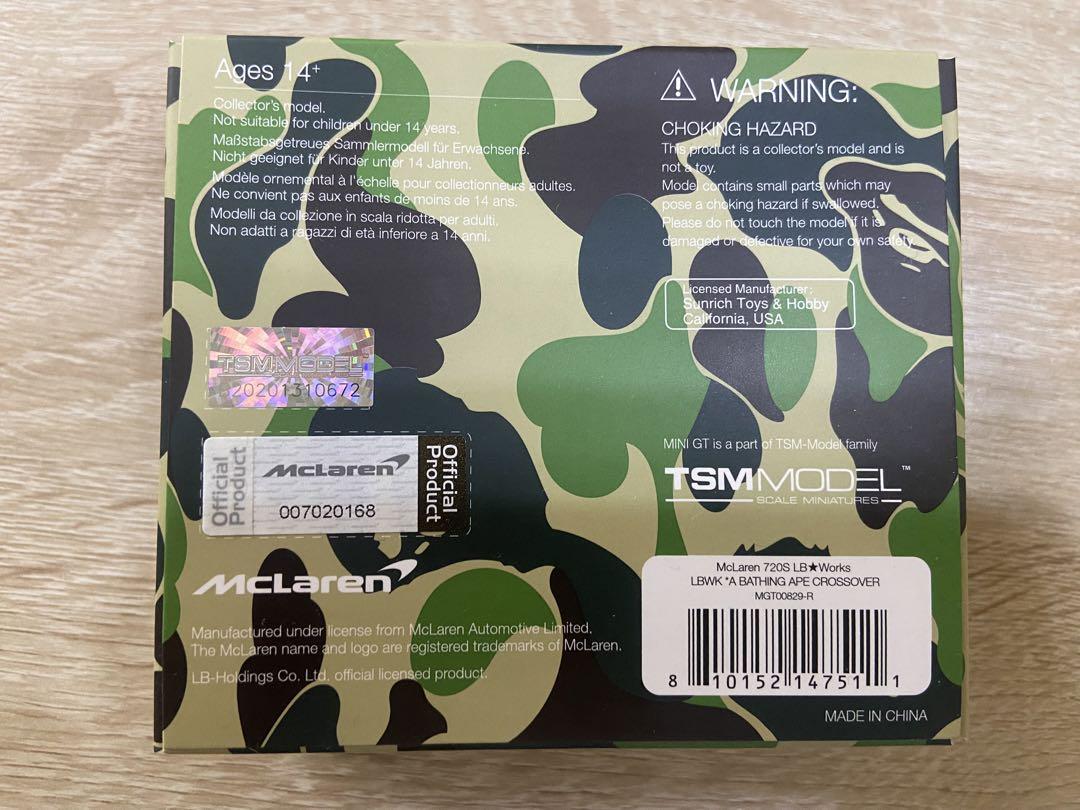 Ages 14+
Collector's model.
Not suitable for children under 14 years.
Maßstabsgetreues Sammlermodell für Erwachsene.
Nicht geeignet für Kinder unter 14 Jahren.
Modèle ornemental à l'échelle pour collectionneurs adultes.
Ne convient pas aux enfants de moins de 14 ans.
Modelli da collezione in scala ridotta per adulti.
Non adatti a ragazzi di età inferiore a 14 anni.
WARNING:
CHOKING HAZARD
This product is a collector's model and is
not a toy.
Model contains small parts which may
pose a choking hazard if swallowed.
Please do not touch the model if it is
damaged or defective for your own safety.
Licensed Manufacturer:
Sunrich Toys & Hobby
California, USA
TSM MODEL
20201310672
Official
Product
McLaren
007020168
Official
Product
McLaren
Manufactured under license from McLaren Automotive Limited.
The McLaren name and logo are registered trademarks of McLaren.
LB-Holdings Co. Ltd. official licensed product.
MINI GT is a part of TSM-Model family
TSMMODEL™
SCALE MINIATURES
McLaren 720S LB★Works
LBWK *A BATHING APE CROSSOVER
MGT00829-R
8 10152 14751 1
MADE IN CHINA